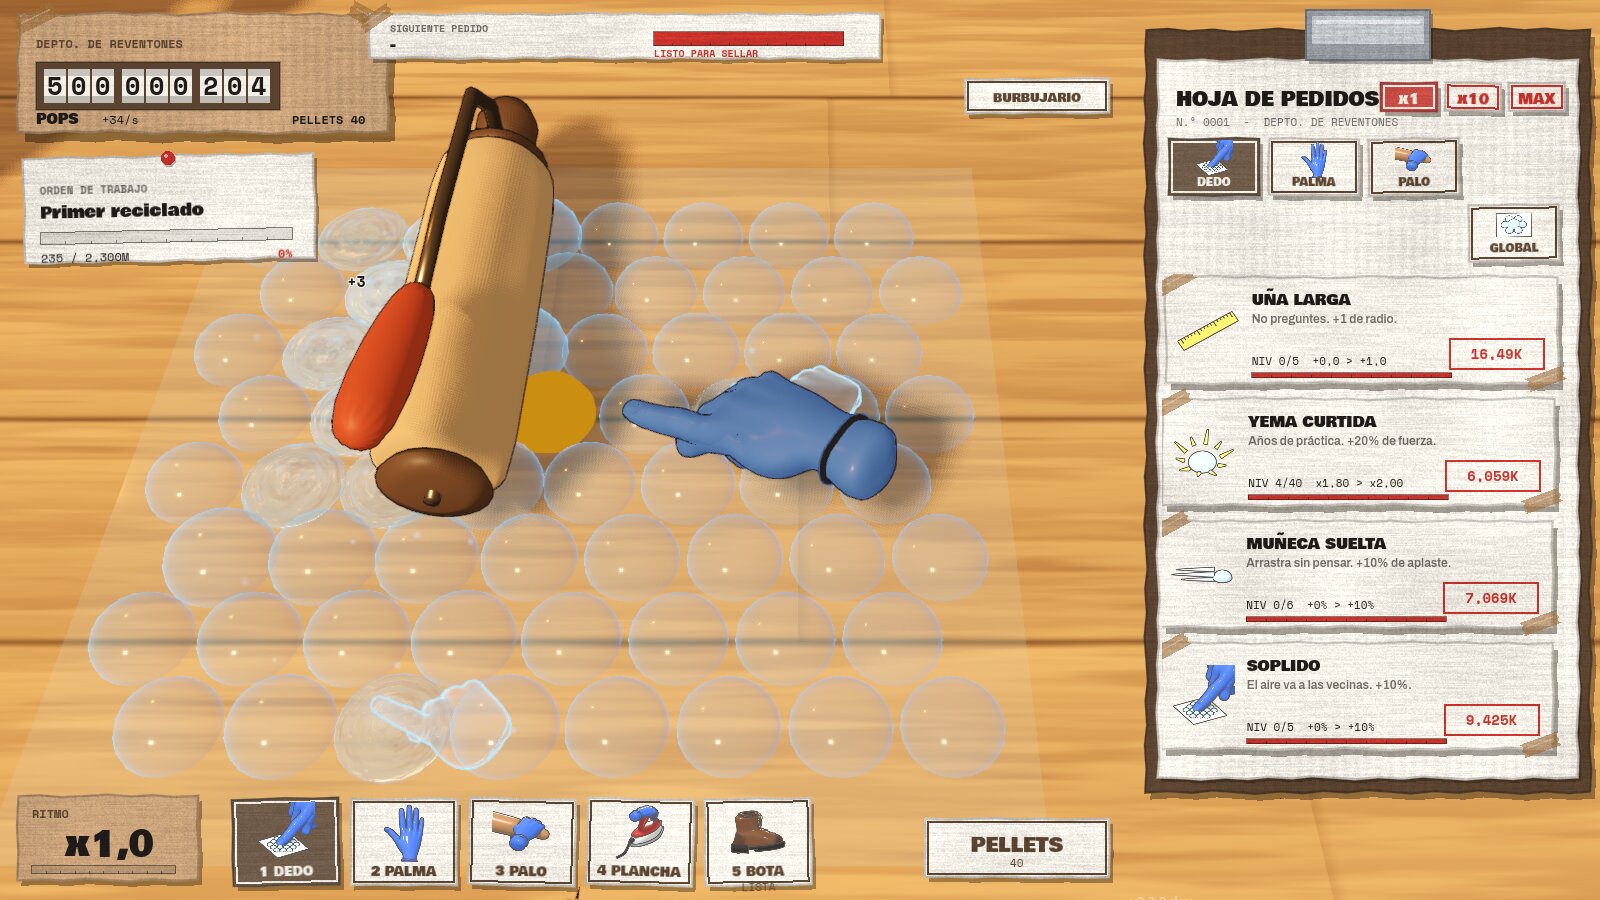 DEPTO. DE REVENTONES
500 000 204
POPS +34/s PELLETS 40
SIGUIENTE PEDIDO
-
LISTO PARA SELLAR
BURBUJARIO
ORDEN DE TRABAJO
Primer reciclado
235 / 2,300M 0%
+3
HOJA DE PEDIDOS x1 x10 MAX
N.º 0001 - DEPTO. DE REVENTONES
DEDO PALMA PALO
GLOBAL
UÑA LARGA
No preguntes. +1 de radio.
NIV 0/5 +0,0 > +1,0 16,49K
YEMA CURTIDA
Años de práctica. +20% de fuerza.
NIV 4/40 x1,80 > x2,00 6,059K
MUÑECA SUELTA
Arrastra sin pensar. +10% de aplaste.
NIV 0/6 +0% > +10% 7,069K
SOPLIDO
El aire va a las vecinas. +10%.
NIV 0/5 +0% > +10% 9,425K
RITMO
x1,0
1 DEDO 2 PALMA 3 PALO 4 PLANCHA 5 BOTA
LISTA
PELLETS
40